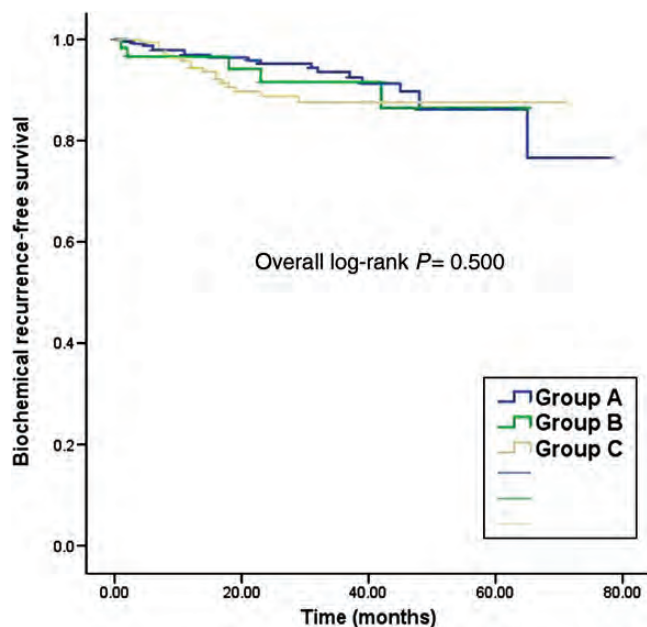 Biochemical recurrence-free survival
1.0
0.8
0.6
0.4
0.2
0.0
Overall log-rank P= 0.500
Group A
Group B
Group C
0.00 20.00 40.00 60.00 80.00
Time (months)